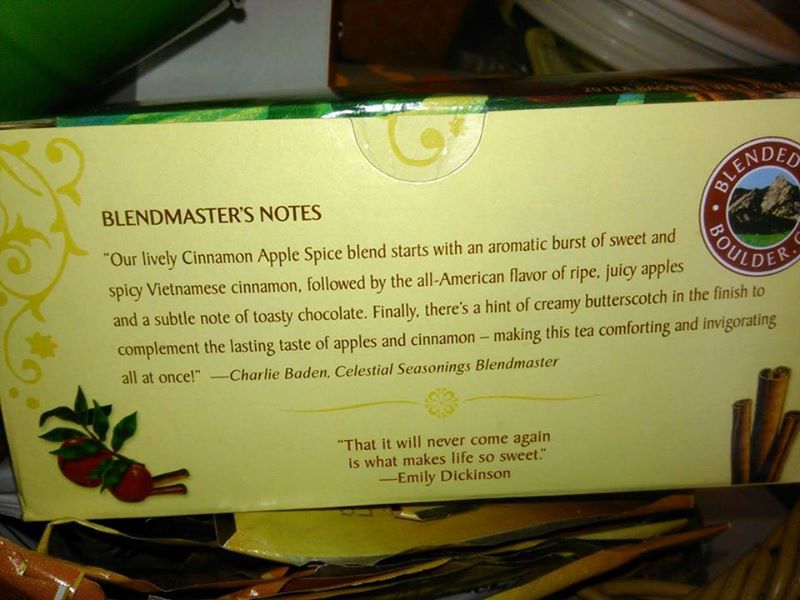 20 TEA BAGS
BLENDED
BOULDER, C
BLENDMASTER'S NOTES
"Our lively Cinnamon Apple Spice blend starts with an aromatic burst of sweet and
spicy Vietnamese cinnamon, followed by the all-American flavor of ripe, juicy apples
and a subtle note of toasty chocolate. Finally, there's a hint of creamy butterscotch in the finish to
complement the lasting taste of apples and cinnamon – making this tea comforting and invigorating
all at once!" —Charlie Baden, Celestial Seasonings Blendmaster
"That it will never come again
is what makes life so sweet."
—Emily Dickinson